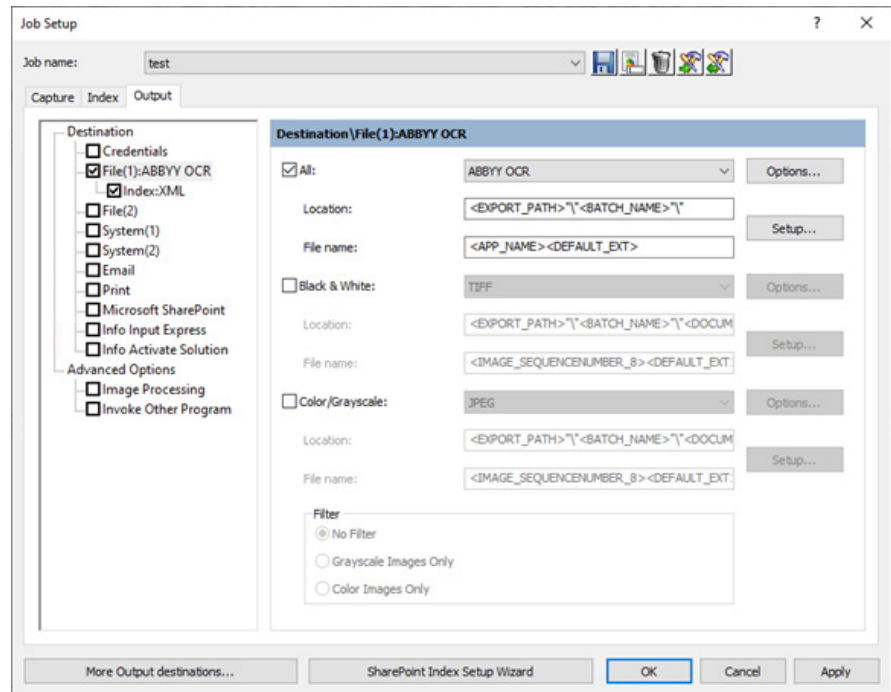 Job Setup
Job name: test
Capture Index Output
Destination
Credentials
File(1):ABBYY OCR
Index:XML
File(2)
System(1)
System(2)
Email
Print
Microsoft SharePoint
Info Input Express
Info Activate Solution
Advanced Options
Image Processing
Invoke Other Program
Destination\File(1):ABBYY OCR
All: ABBYY OCR Options...
Location: <EXPORT_PATH>"\"<BATCH_NAME>"\"
Setup...
File name: <APP_NAME><DEFAULT_EXT>
Black & White: TIFF Options...
Location: <EXPORT_PATH>"\"<BATCH_NAME>"\"<DOCUM
Setup...
File name: <IMAGE_SEQUENCENUMBER_8><DEFAULT_EXT
Color/Grayscale: JPEG Options...
Location: <EXPORT_PATH>"\"<BATCH_NAME>"\"<DOCUM
Setup...
File name: <IMAGE_SEQUENCENUMBER_8><DEFAULT_EXT
Filter
No Filter
Grayscale Images Only
Color Images Only
More Output destinations... SharePoint Index Setup Wizard OK Cancel Apply